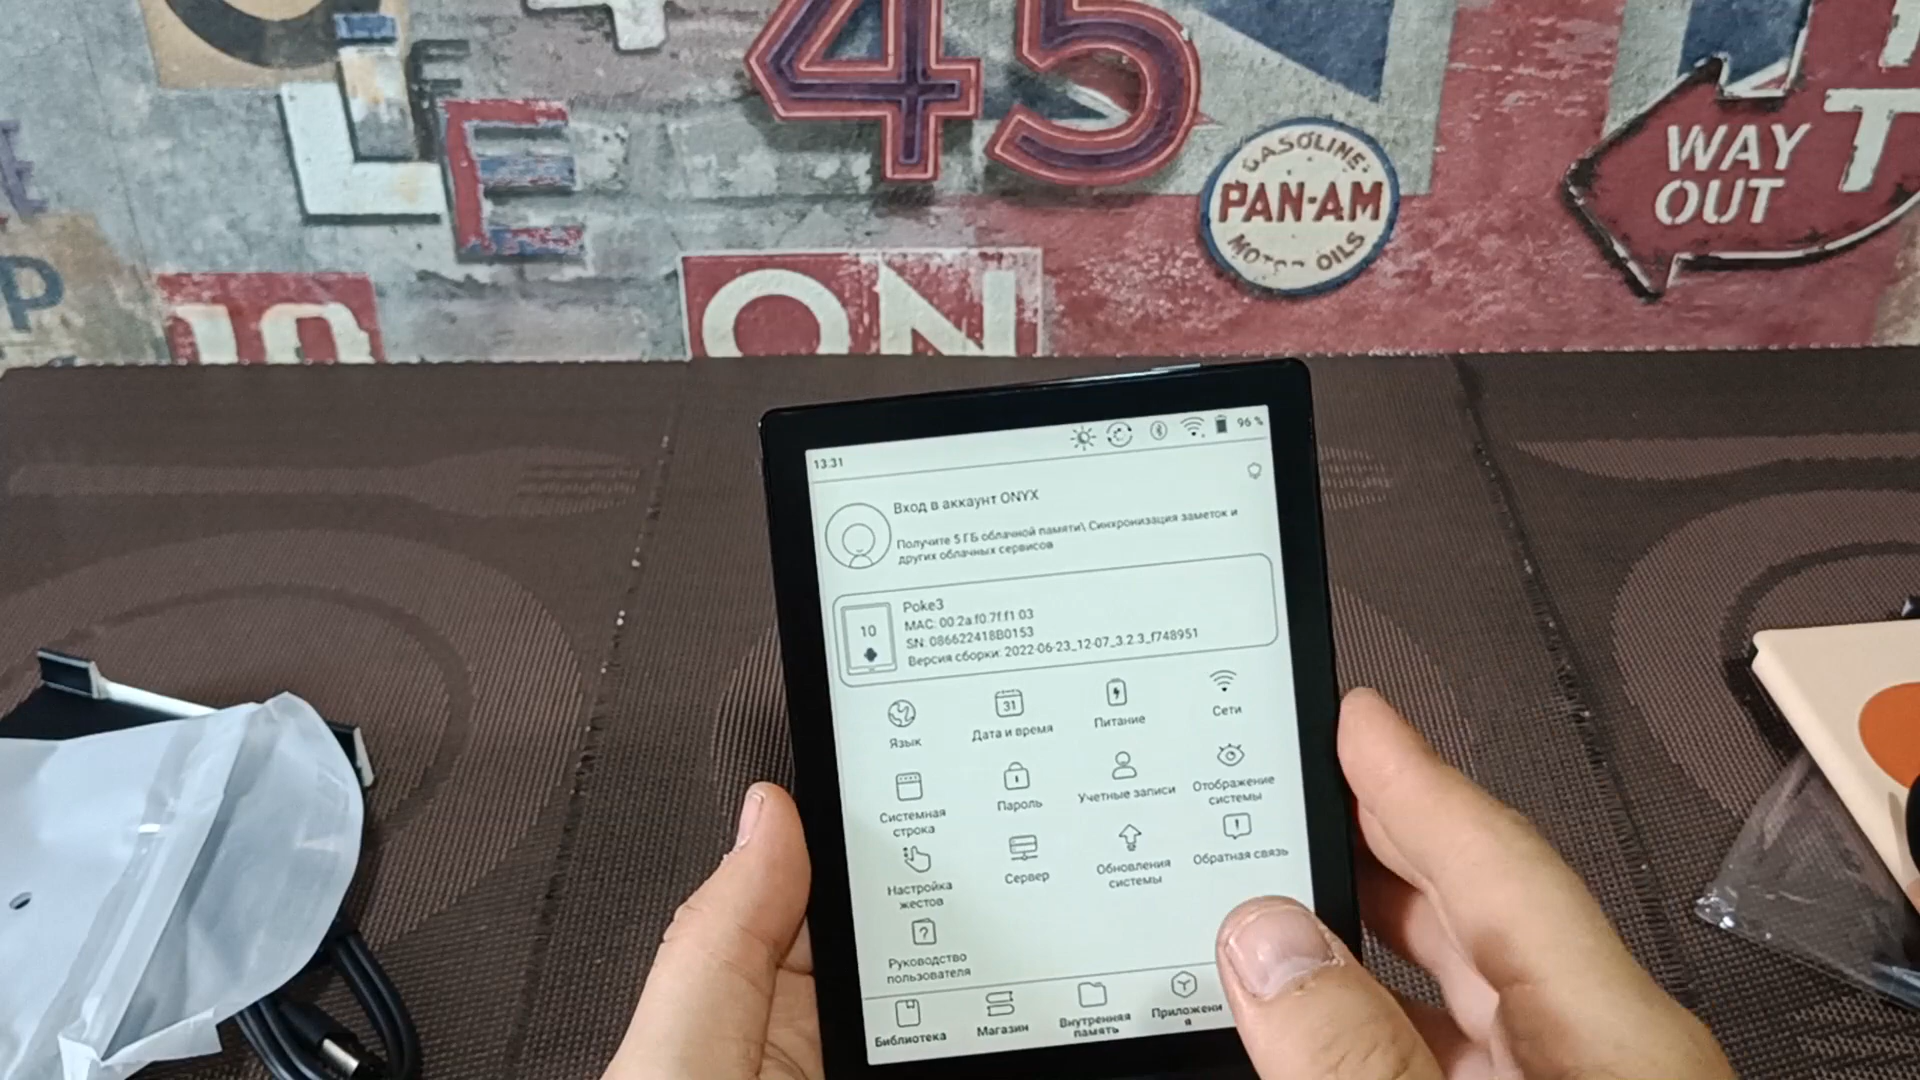 45
LE
GASOLINE
PAN-AM
MOTOR OILS
WAY
OUT
T
P
10
ON
13:31
96 %
Вход в аккаунт ONYX
Получите 5 ГБ облачной памяти\ Синхронизация заметок и
других облачных сервисов
10
Poke3
MAC: 00:2a:f0:7f:f1:03
SN: 086622418B0153
Версия сборки: 2022-06-23_12-07_3.2.3_f748951
Язык
31
Дата и время
Питание
Сети
Системная
строка
Пароль
Учетные записи
Отображение
системы
Настройка
жестов
Сервер
Обновления
системы
Обратная связь
Руководство
пользователя
Библиотека
Магазин
Внутренняя
память
Приложени
я